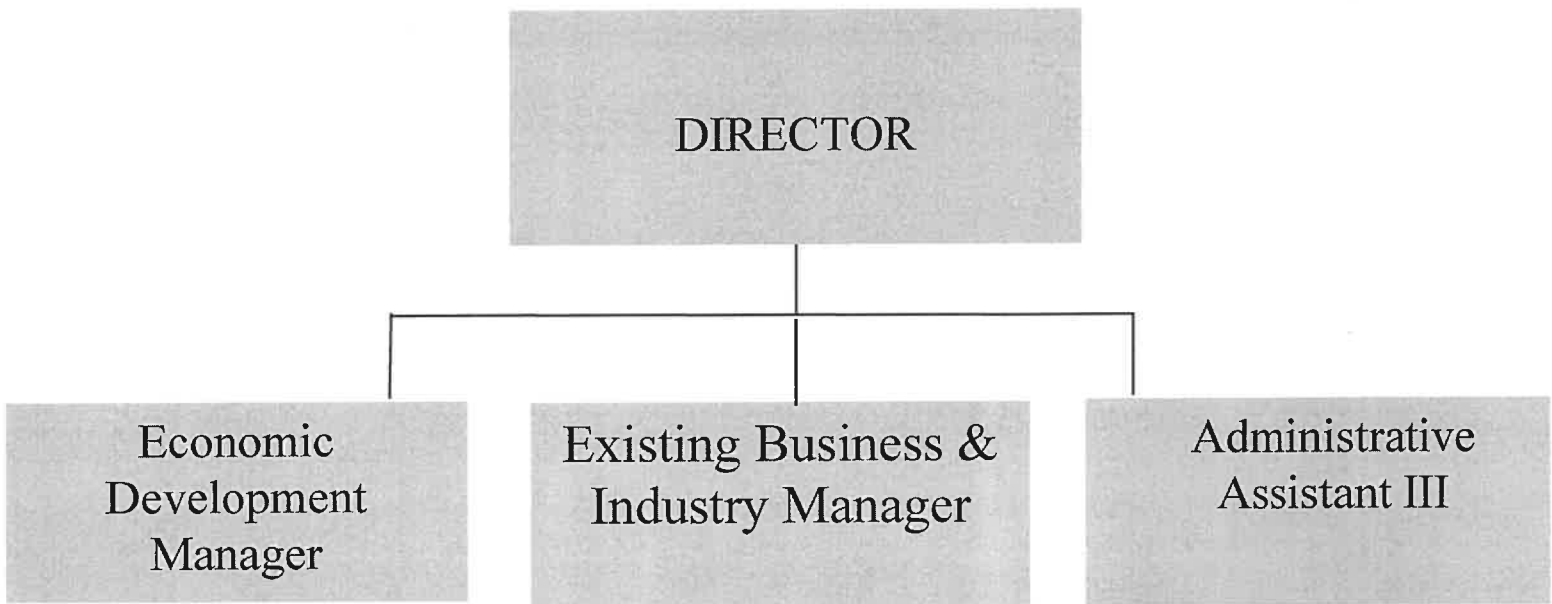 DIRECTOR
Economic
Development
Manager
Existing Business &
Industry Manager
Administrative
Assistant III